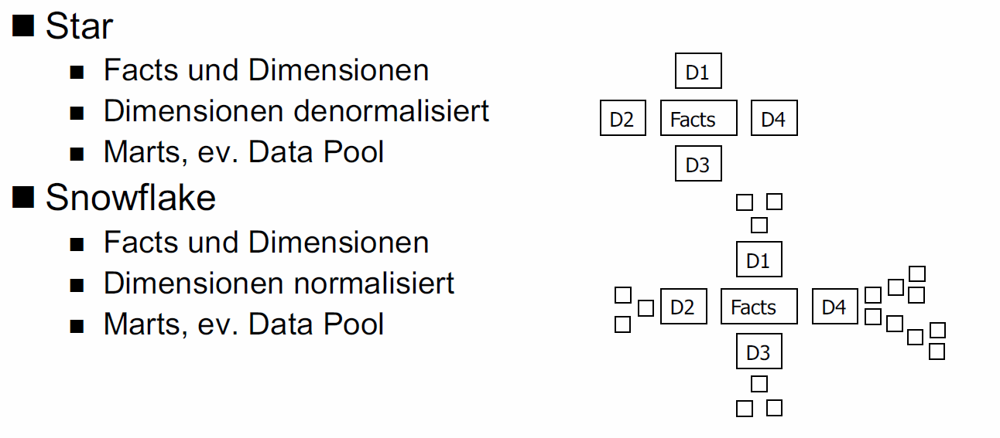 Star
Facts und Dimensionen
Dimensionen denormalisiert
Marts, ev. Data Pool
Snowflake
Facts und Dimensionen
Dimensionen normalisiert
Marts, ev. Data Pool
D1
D2 Facts D4
D3
D1
D2 Facts D4
D3